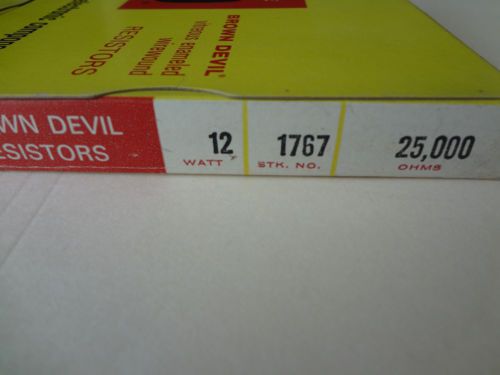 BROWN DEVIL®
vitreous enameled
wirewound
RESISTORS
WN DEVIL
ESISTORS
12
WATT
1767
STK. NO.
25,000
OHMS